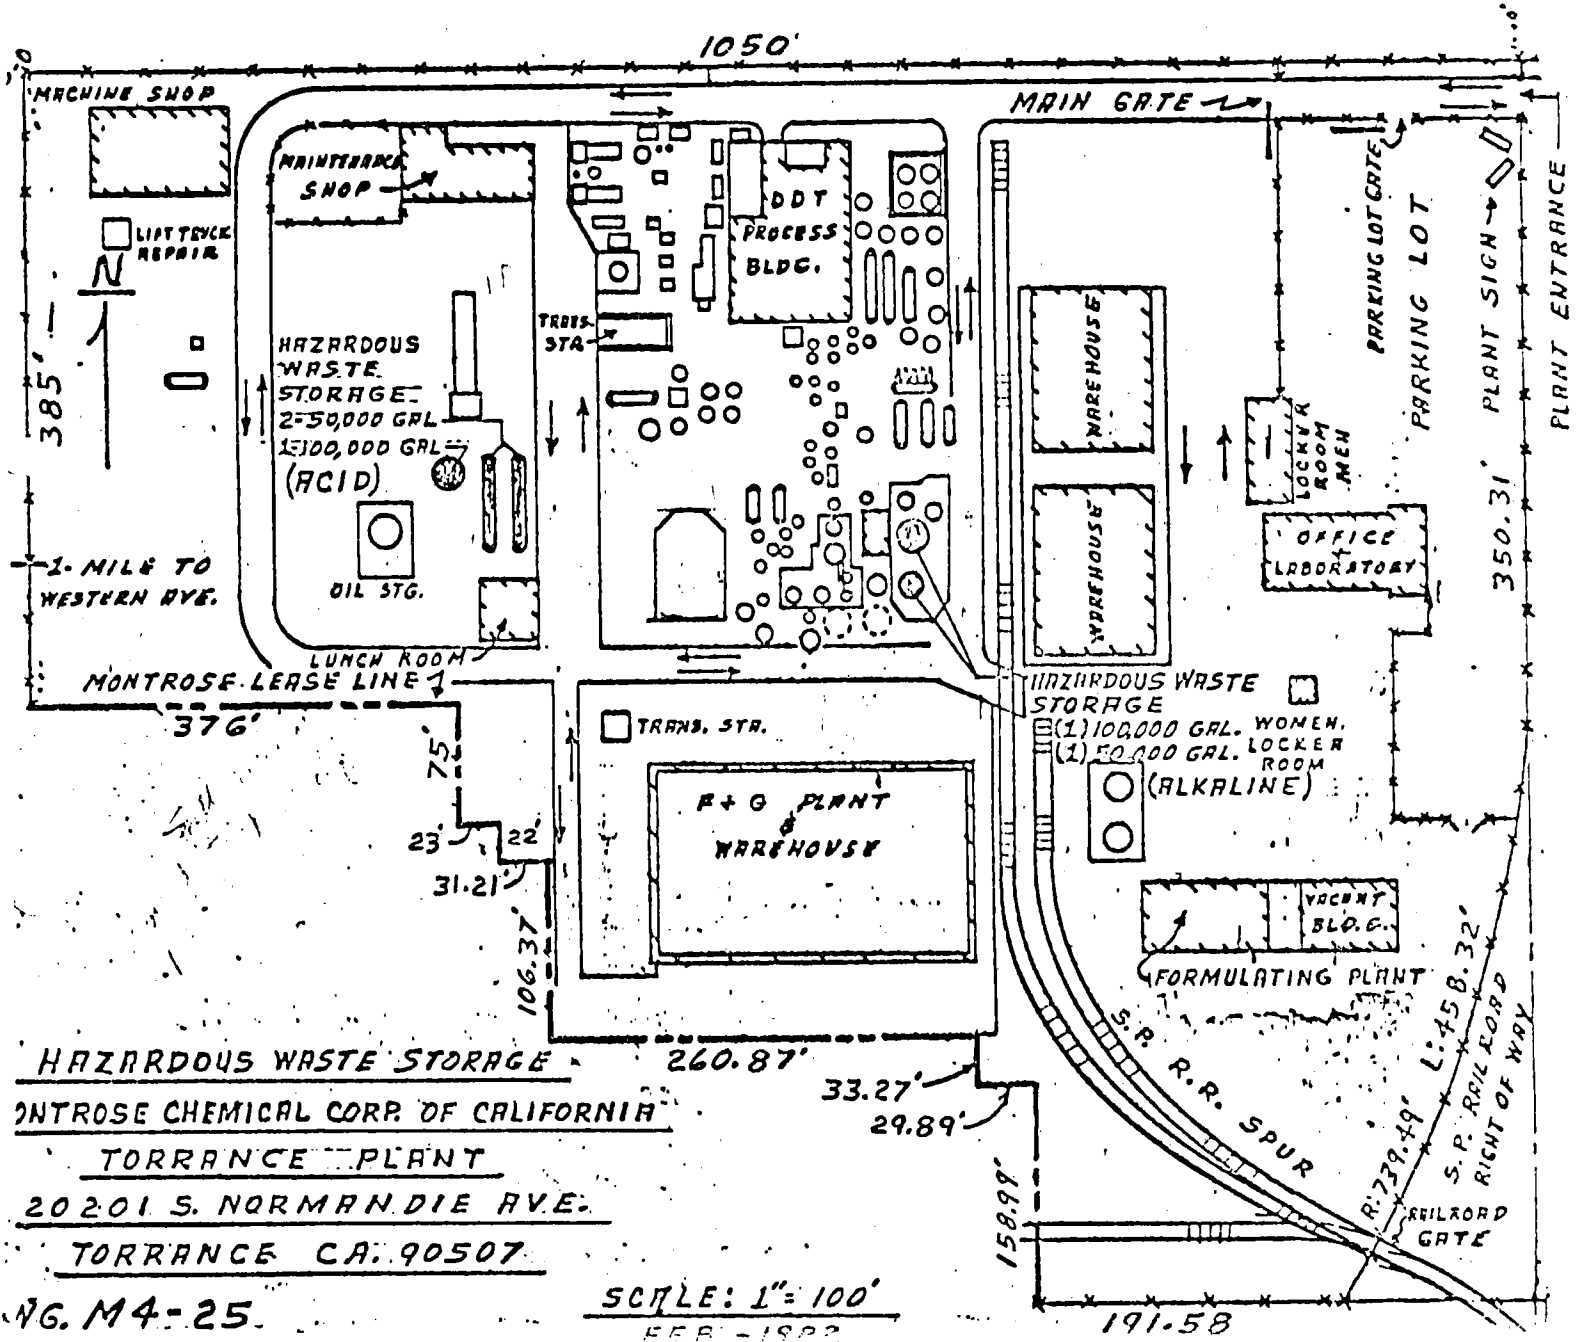 1050'
MACHINE SHOP
MAIN GATE
MAINTENANCE
SHOP
DDT
PROCESS
BLDG.
LIFT TRUCK
REPAIR
N
385'
PARKING LOT GATE
PARKING LOT
PLANT SIGN
PLANT ENTRANCE
TRANS.
STA
HAZARDOUS
WASTE
STORAGE-
2-50,000 GAL
1-100,000 GAL
(ACID)
WAREHOUSE
LOCKER
ROOM
MEN
350.31'
1. MILE TO
WESTERN AVE.
OIL STG.
WAREHOUSE
OFFICE
LABORATORY
LUNCH ROOM
MONTROSE LEASE LINE
376'
75'
TRANS. STA.
HAZARDOUS WASTE
STORAGE
(1) 100,000 GAL.
(1) 50,000 GAL.
(ALKALINE)
WOMEN.
LOCKER
ROOM
F+G PLANT
&
WAREHOUSE
23'
22'
31.21'
106.37'
VACANT
BLDG.
FORMULATING PLANT
L:458.32'
R:739.49'
S.P. RAILROAD
RIGHT OF WAY
S.P. R.R. SPUR
260.87'
33.27'
29.89'
158.99'
RAILROAD
GATE
191.58
HAZARDOUS WASTE STORAGE
ONTROSE CHEMICAL CORP. OF CALIFORNIA
TORRANCE PLANT
20201 S. NORMANDIE AVE.
TORRANCE CA. 90507
NG. M4-25
SCALE: 1"= 100'
FEB -1982